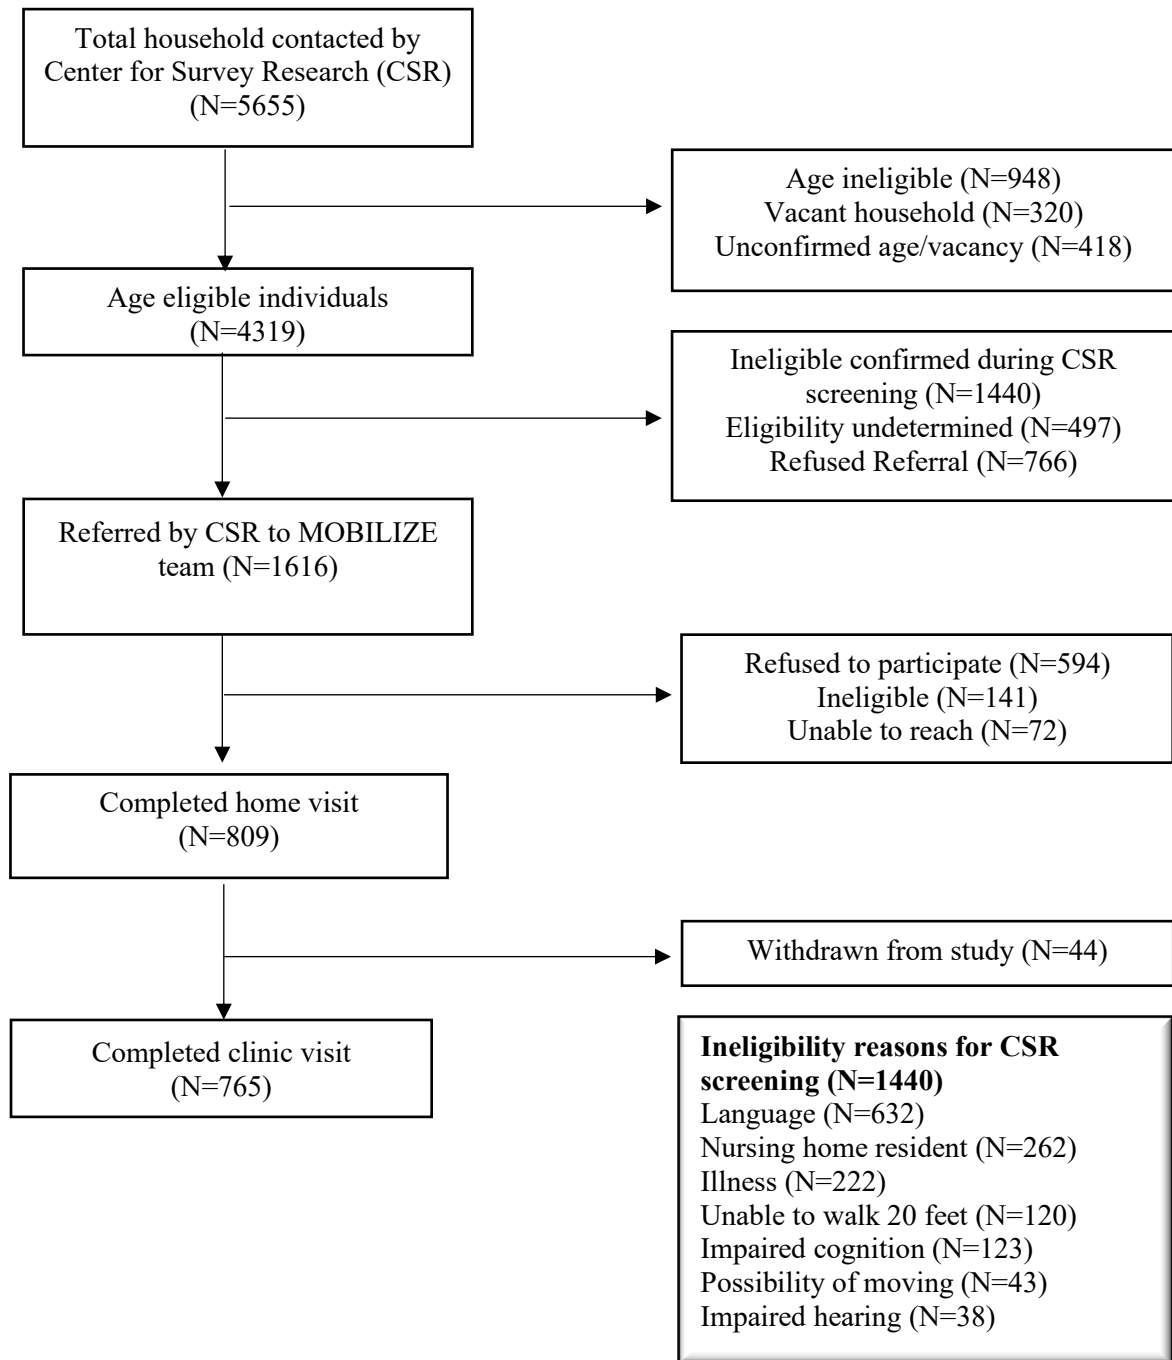 Total household contacted by
Center for Survey Research (CSR)
(N=5655)
Age ineligible (N=948)
Vacant household (N=320)
Unconfirmed age/vacancy (N=418)
Age eligible individuals
(N=4319)
Ineligible confirmed during CSR
screening (N=1440)
Eligibility undetermined (N=497)
Refused Referral (N=766)
Referred by CSR to MOBILIZE
team (N=1616)
Refused to participate (N=594)
Ineligible (N=141)
Unable to reach (N=72)
Completed home visit
(N=809)
Withdrawn from study (N=44)
Completed clinic visit
(N=765)
Ineligibility reasons for CSR
screening (N=1440)
Language (N=632)
Nursing home resident (N=262)
Illness (N=222)
Unable to walk 20 feet (N=120)
Impaired cognition (N=123)
Possibility of moving (N=43)
Impaired hearing (N=38)